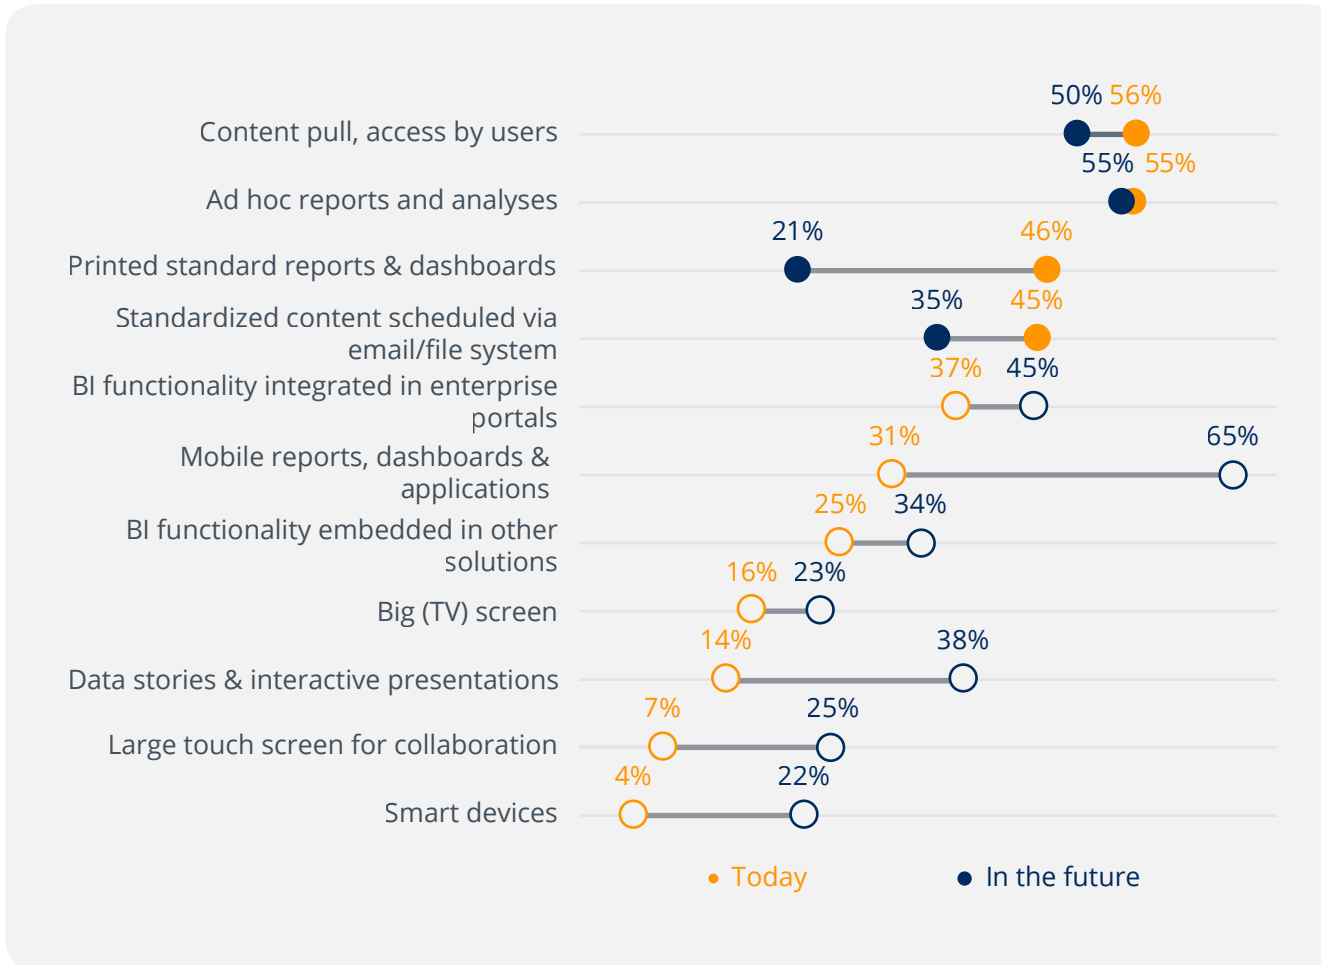 50% 56%
Content pull, access by users
55% 55%
Ad hoc reports and analyses
21% 46%
Printed standard reports & dashboards
35% 45%
Standardized content scheduled via
email/file system
37% 45%
BI functionality integrated in enterprise
portals
31% 65%
Mobile reports, dashboards &
applications
25% 34%
BI functionality embedded in other
solutions
16% 23%
Big (TV) screen
14% 38%
Data stories & interactive presentations
7% 25%
Large touch screen for collaboration
4% 22%
Smart devices
Today In the future